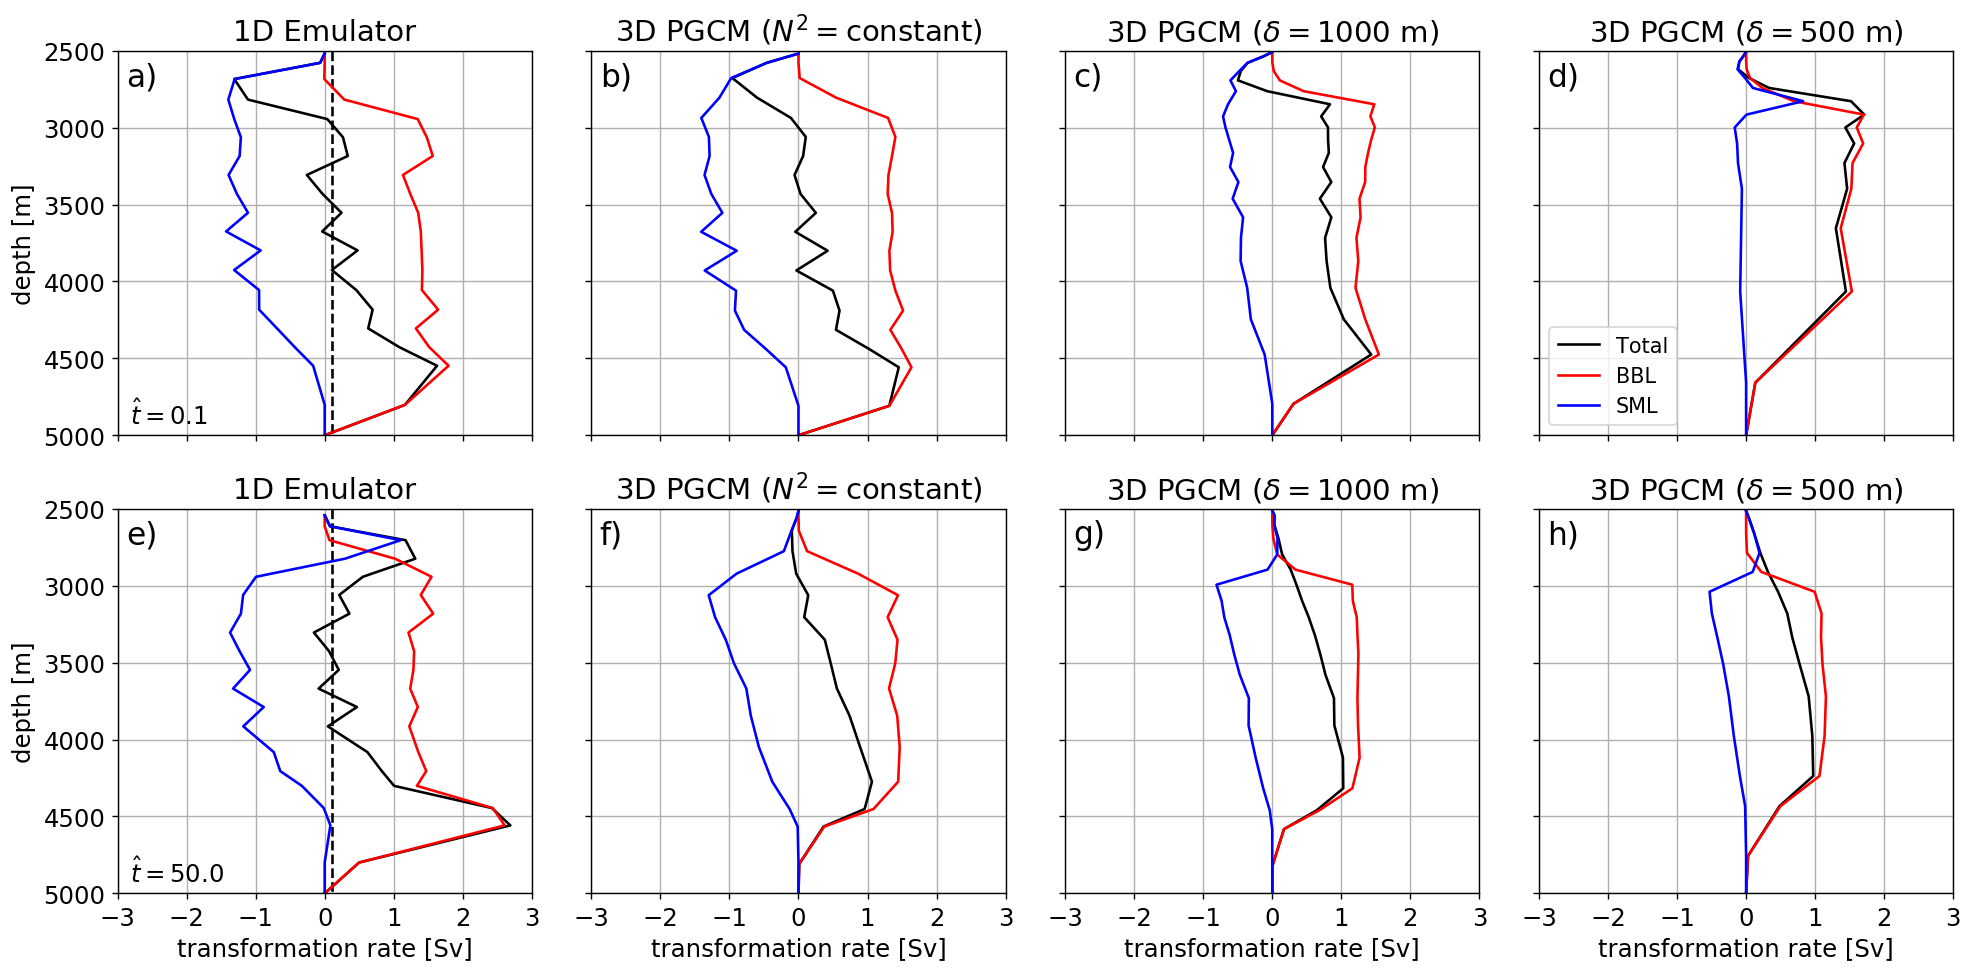 1D Emulator
3D PGCM (N² = constant)
3D PGCM (δ = 1000 m)
3D PGCM (δ = 500 m)
a)
b)
c)
d)
2500
3000
3500
4000
4500
5000
depth [m]
t̂ = 0.1
Total
BBL
SML
1D Emulator
3D PGCM (N² = constant)
3D PGCM (δ = 1000 m)
3D PGCM (δ = 500 m)
e)
f)
g)
h)
2500
3000
3500
4000
4500
5000
depth [m]
t̂ = 50.0
−3 −2 −1 0 1 2 3
−3 −2 −1 0 1 2 3
−3 −2 −1 0 1 2 3
−3 −2 −1 0 1 2 3
transformation rate [Sv]
transformation rate [Sv]
transformation rate [Sv]
transformation rate [Sv]